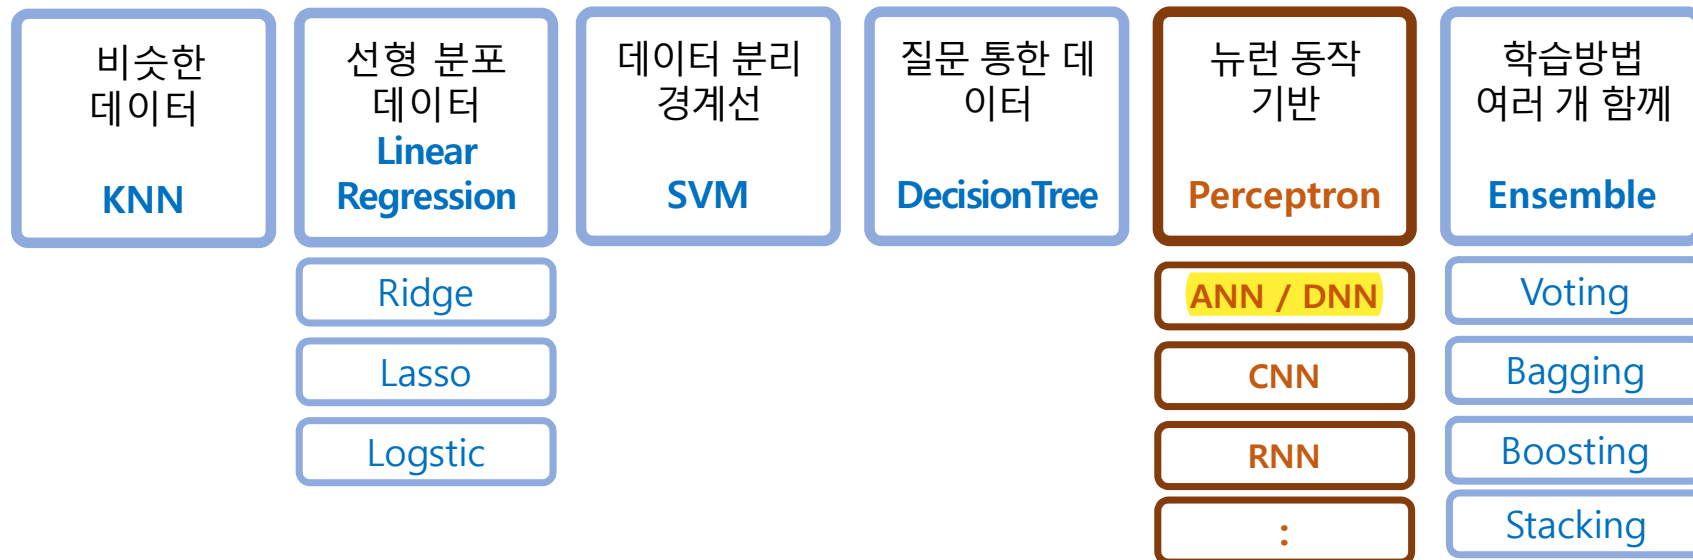 비슷한
데이터
KNN
선형 분포
데이터
Linear
Regression
Ridge
Lasso
Logstic
데이터 분리
경계선
SVM
질문 통한 데
이터
DecisionTree
뉴런 동작
기반
Perceptron
ANN / DNN
CNN
RNN
:
학습방법
여러 개 함께
Ensemble
Voting
Bagging
Boosting
Stacking